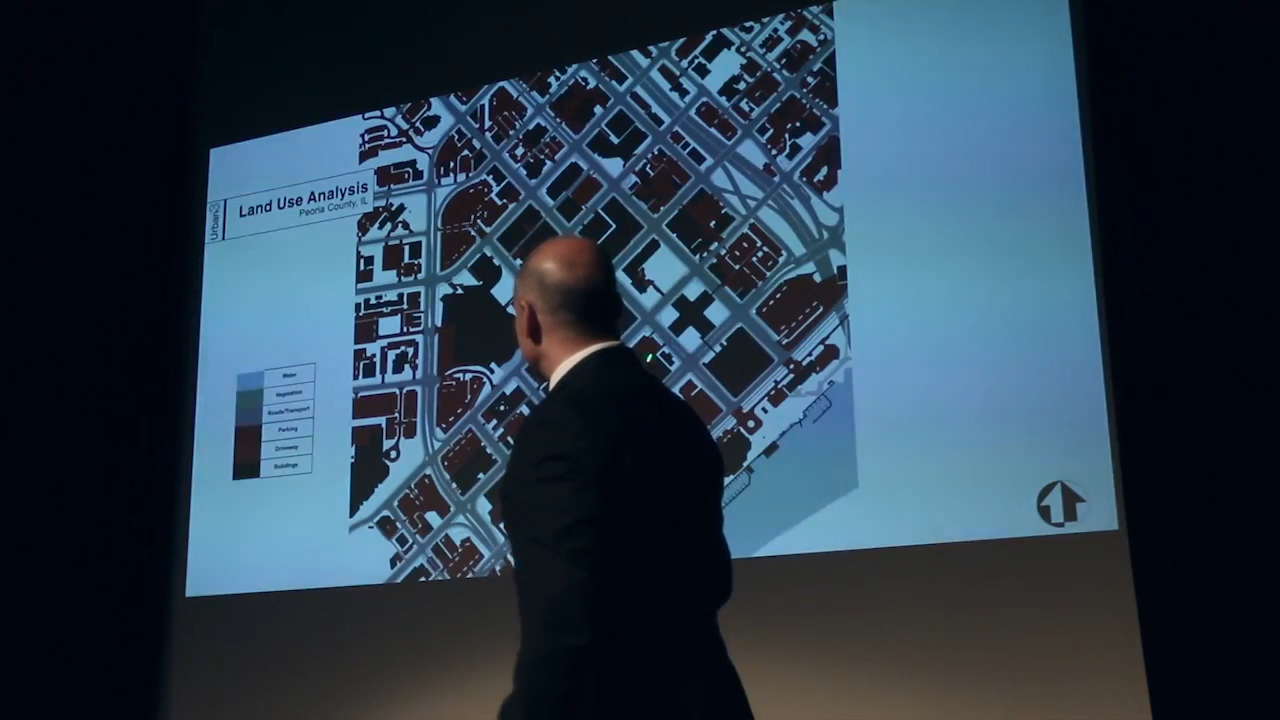 Urban3
Land Use Analysis
Peoria County, IL
Water
Vegetation
Roads/Transport
Parking
Driveway
Buildings